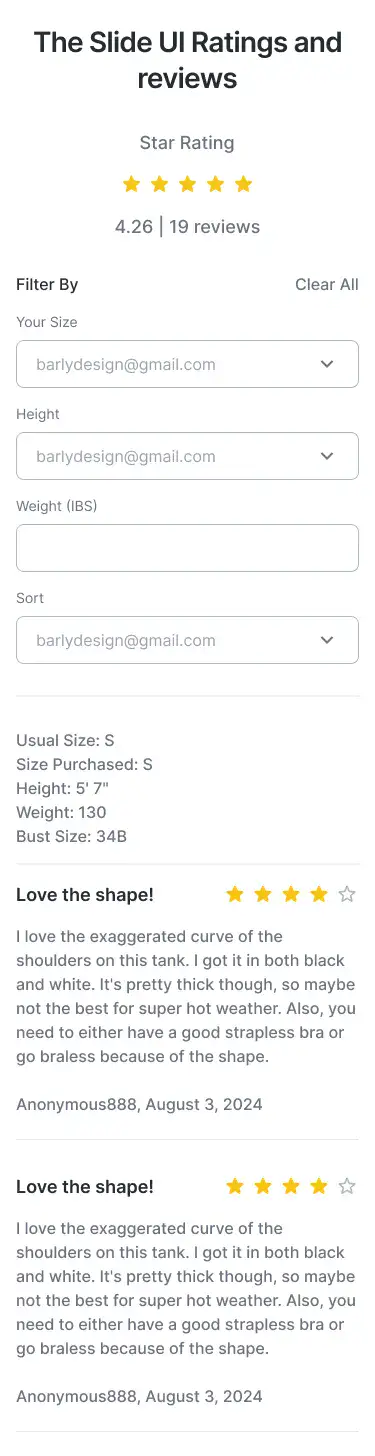 The Slide UI Ratings and
reviews
Star Rating
4.26 | 19 reviews
Filter By Clear All
Your Size
barlydesign@gmail.com
Height
barlydesign@gmail.com
Weight (IBS)
Sort
barlydesign@gmail.com
Usual Size: S
Size Purchased: S
Height: 5' 7"
Weight: 130
Bust Size: 34B
Love the shape!
I love the exaggerated curve of the
shoulders on this tank. I got it in both black
and white. It's pretty thick though, so maybe
not the best for super hot weather. Also, you
need to either have a good strapless bra or
go braless because of the shape.
Anonymous888, August 3, 2024
Love the shape!
I love the exaggerated curve of the
shoulders on this tank. I got it in both black
and white. It's pretty thick though, so maybe
not the best for super hot weather. Also, you
need to either have a good strapless bra or
go braless because of the shape.
Anonymous888, August 3, 2024